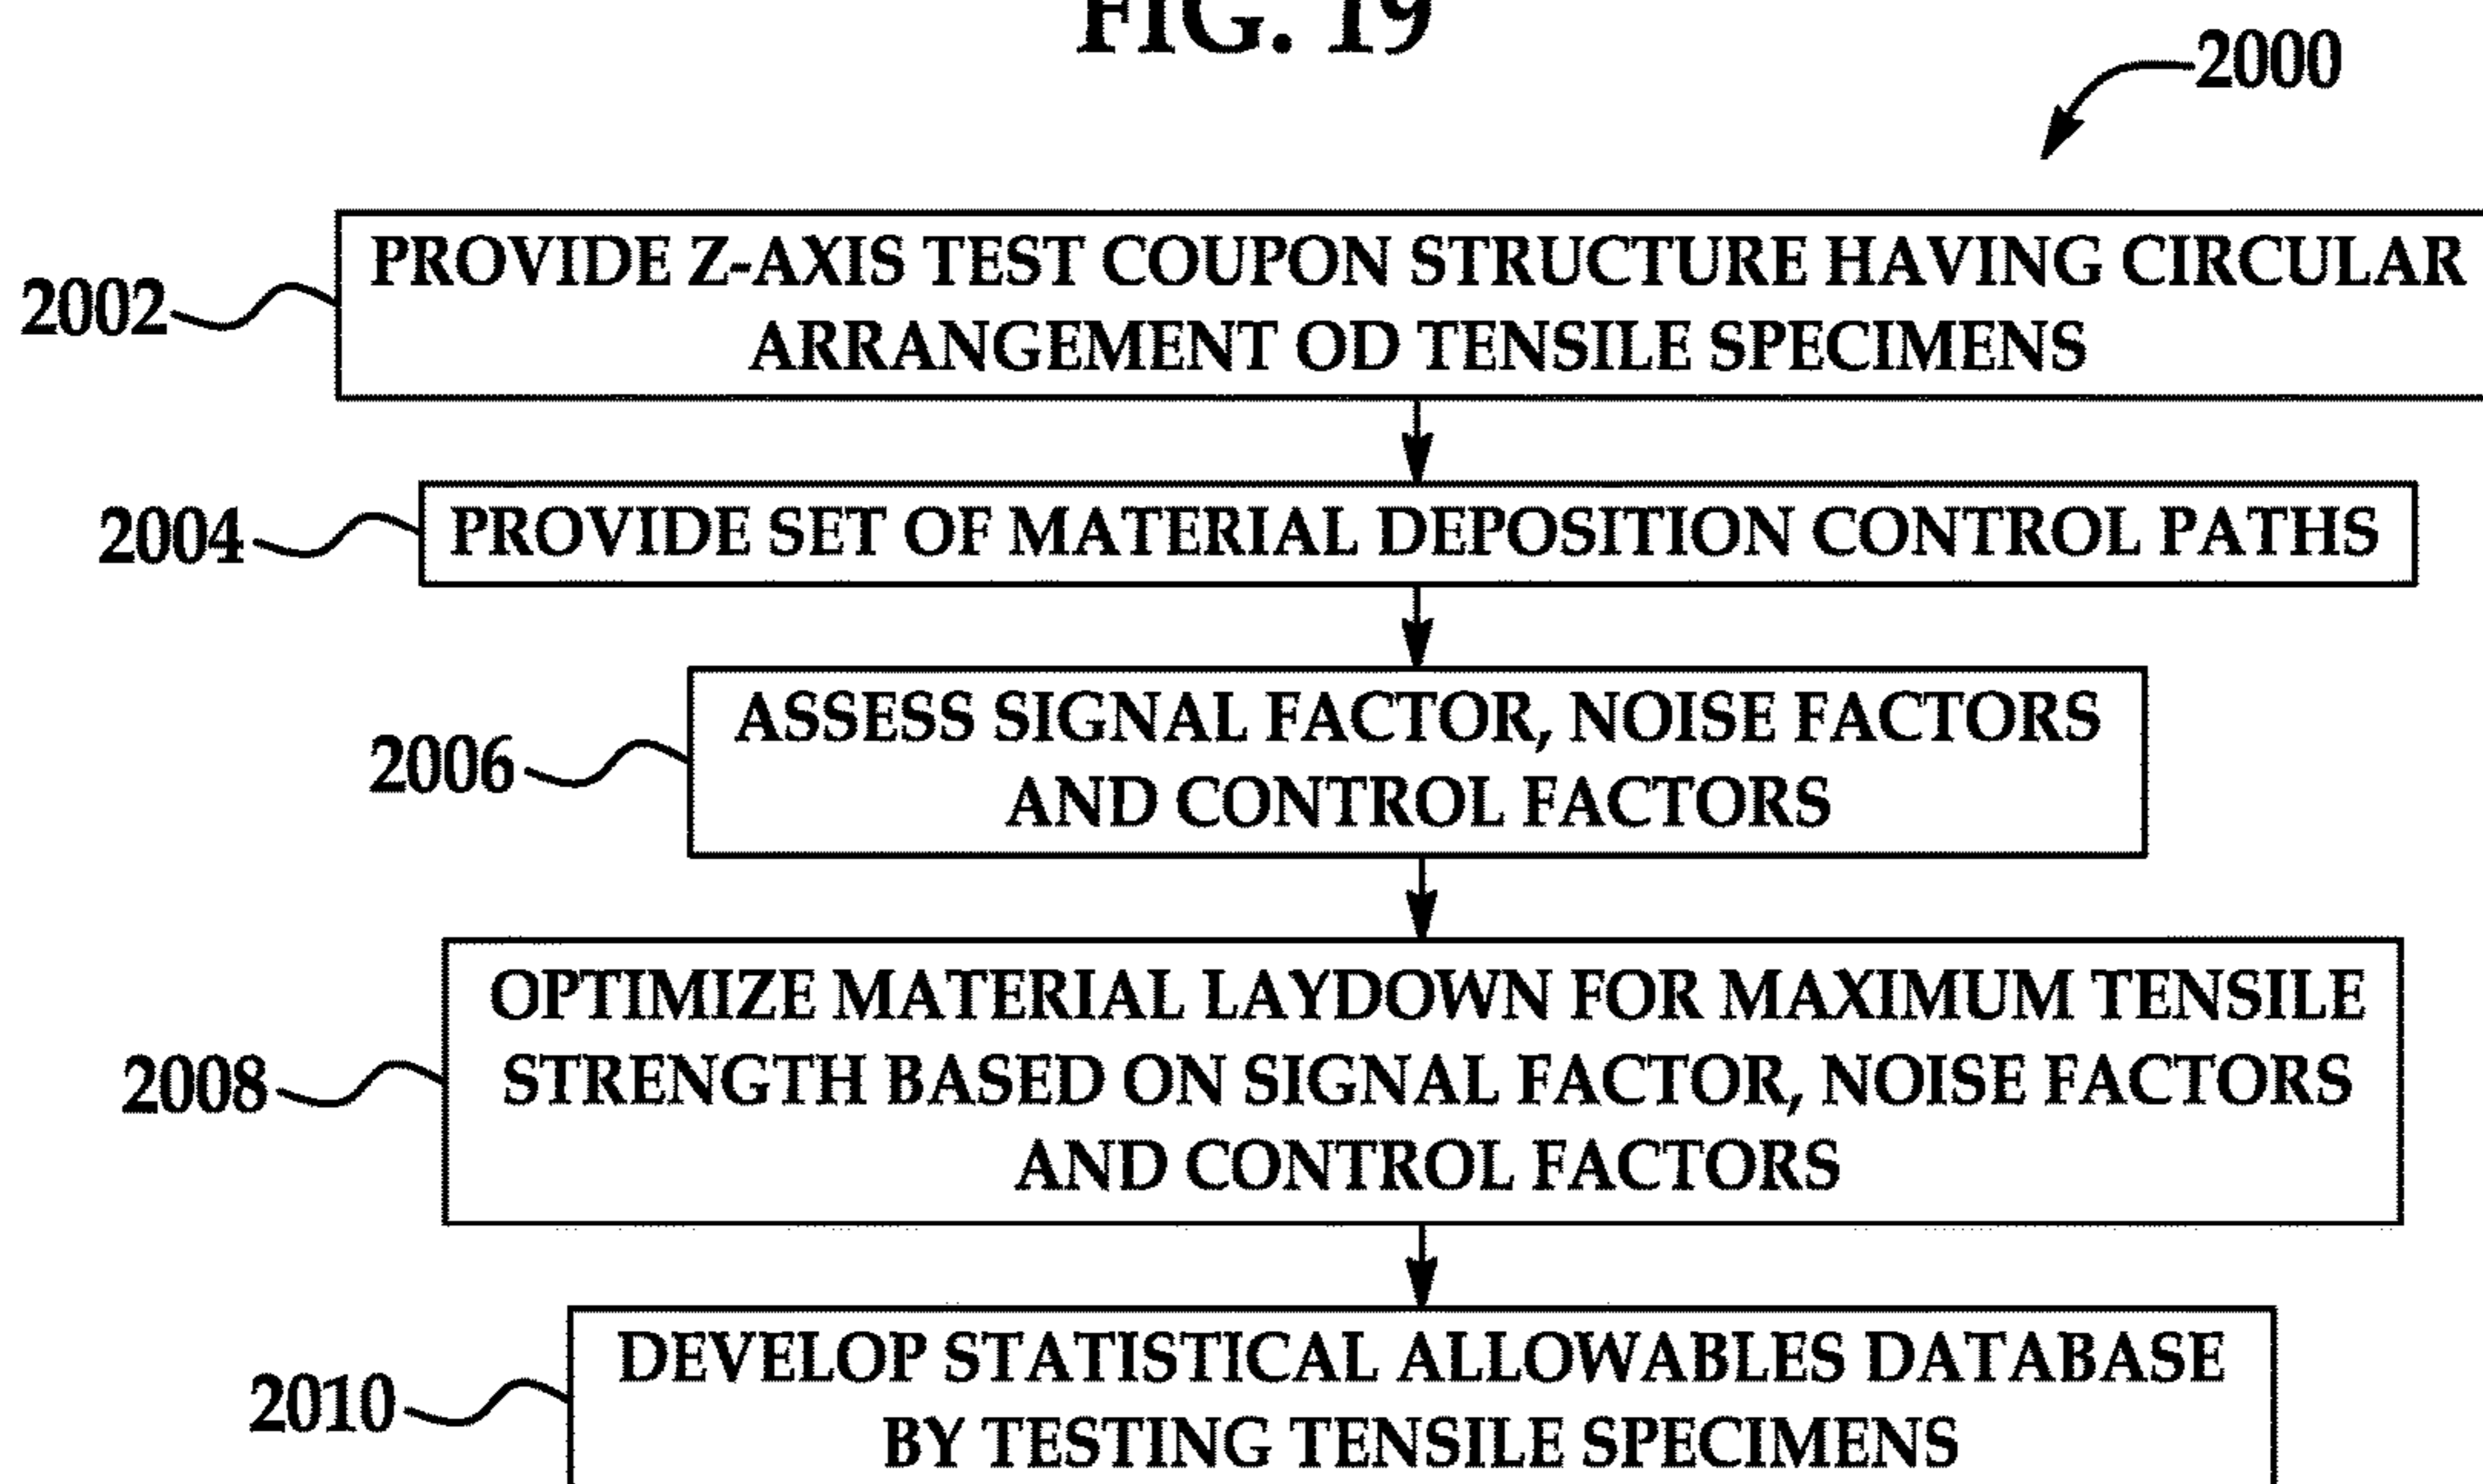 FIG. 19
2000
2002
PROVIDE Z-AXIS TEST COUPON STRUCTURE HAVING CIRCULAR
ARRANGEMENT OD TENSILE SPECIMENS
2004
PROVIDE SET OF MATERIAL DEPOSITION CONTROL PATHS
2006
ASSESS SIGNAL FACTOR, NOISE FACTORS
AND CONTROL FACTORS
2008
OPTIMIZE MATERIAL LAYDOWN FOR MAXIMUM TENSILE
STRENGTH BASED ON SIGNAL FACTOR, NOISE FACTORS
AND CONTROL FACTORS
2010
DEVELOP STATISTICAL ALLOWABLES DATABASE
BY TESTING TENSILE SPECIMENS